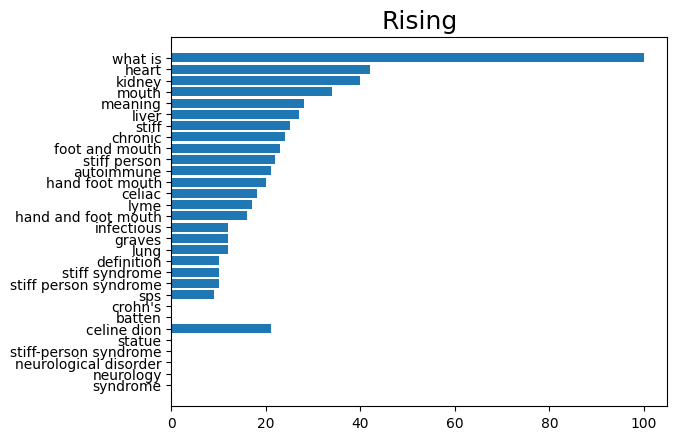 Rising
what is
heart
kidney
mouth
meaning
liver
stiff
chronic
foot and mouth
stiff person
autoimmune
hand foot mouth
celiac
lyme
hand and foot mouth
infectious
graves
lung
definition
stiff syndrome
stiff person syndrome
sps
crohn's
batten
celine dion
statue
stiff-person syndrome
neurological disorder
neurology
syndrome
0 20 40 60 80 100